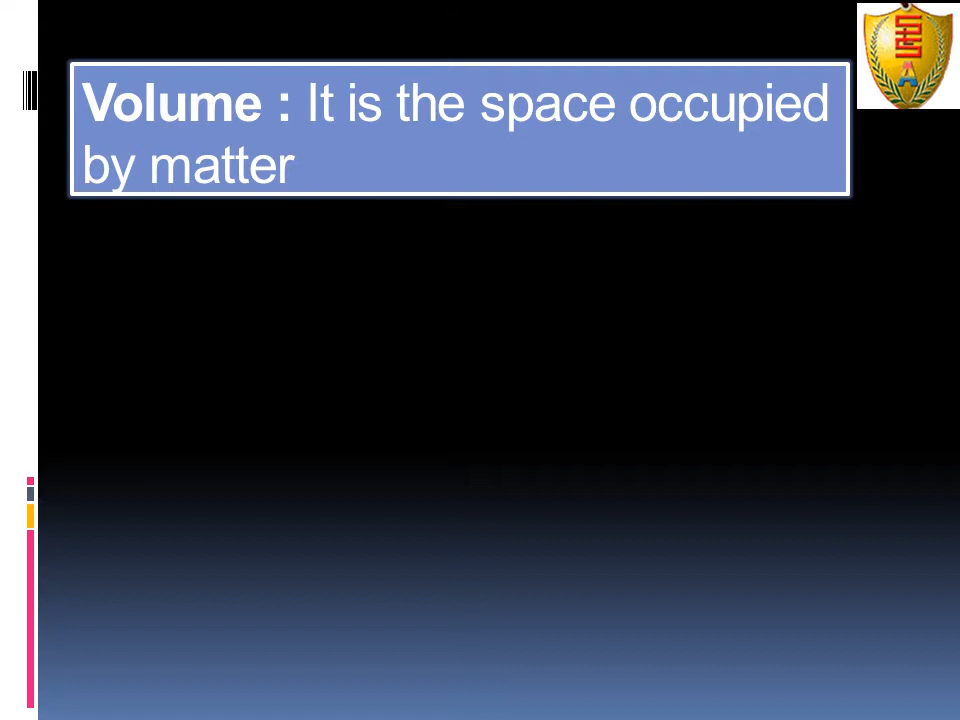 Volume : It is the space occupied
by matter